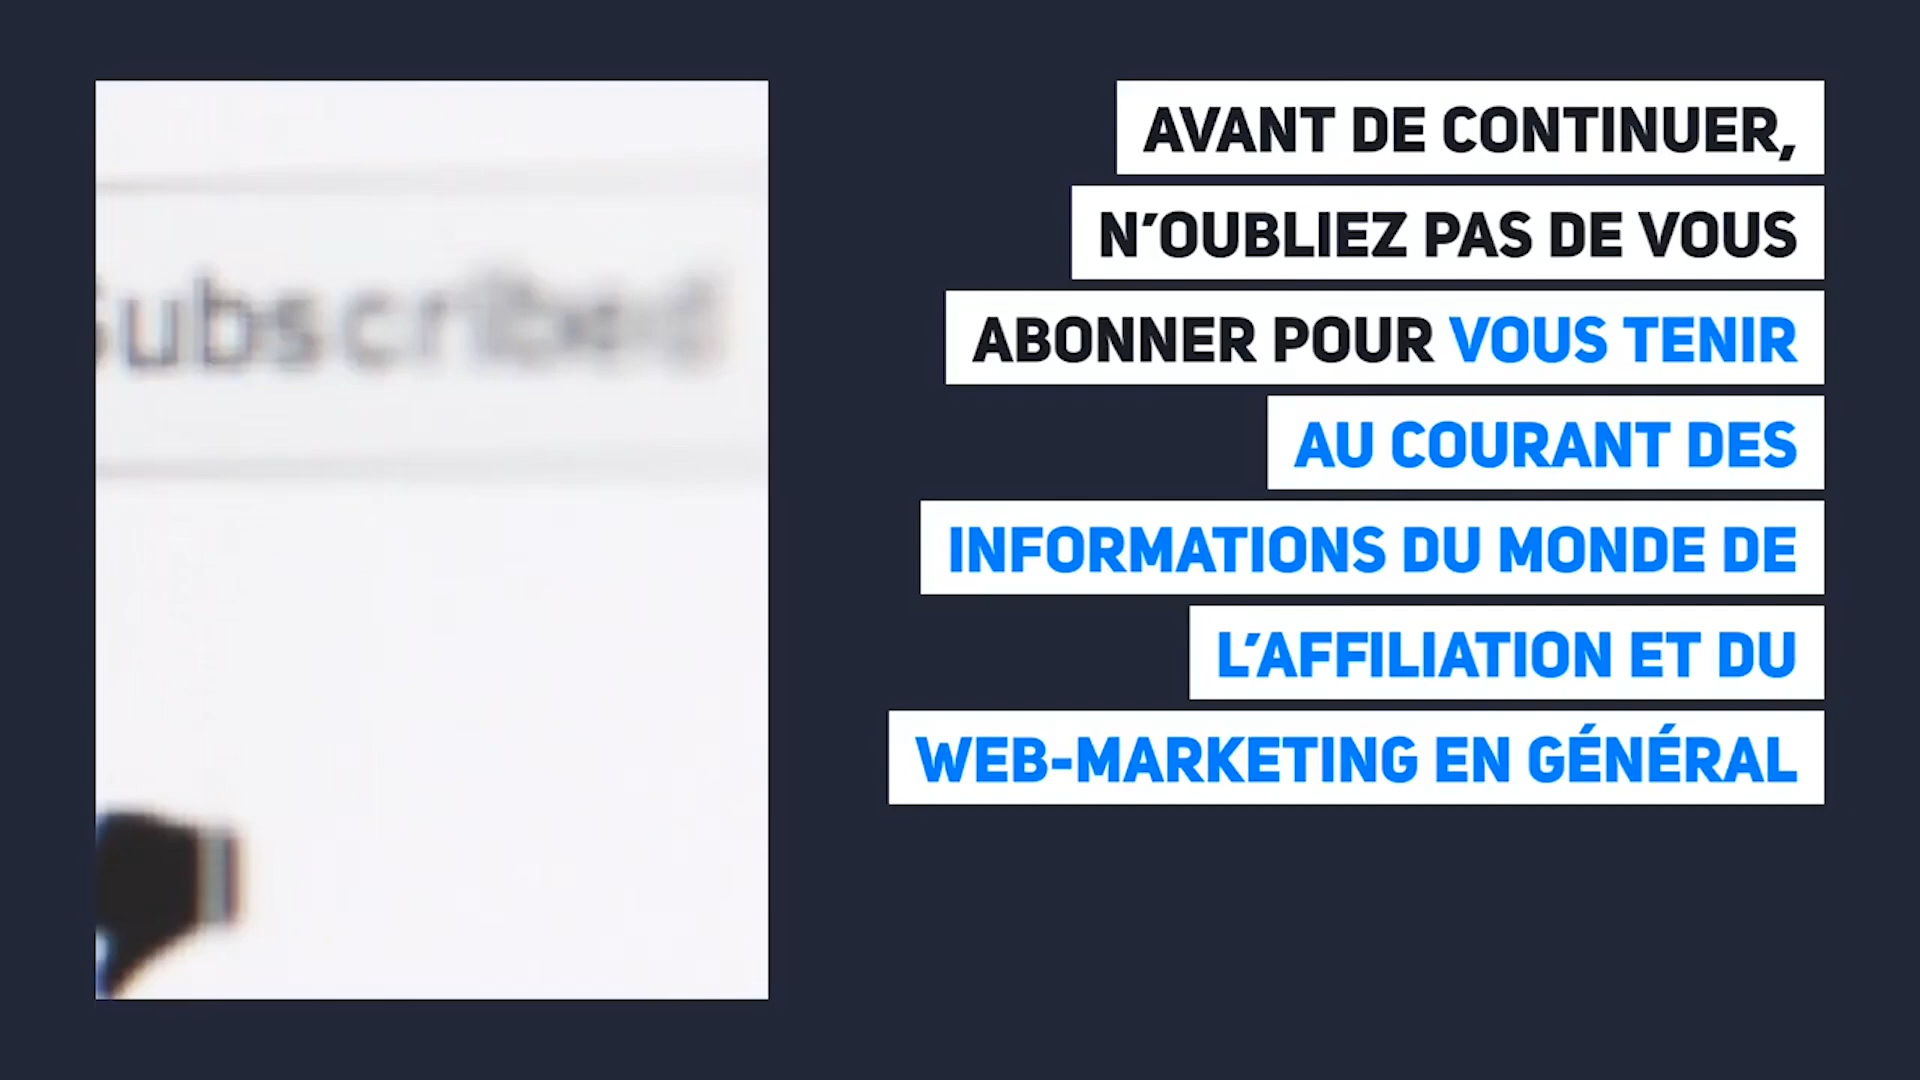 Subscribed
AVANT DE CONTINUER,
N’OUBLIEZ PAS DE VOUS
ABONNER POUR VOUS TENIR
AU COURANT DES
INFORMATIONS DU MONDE DE
L’AFFILIATION ET DU
WEB-MARKETING EN GÉNÉRAL